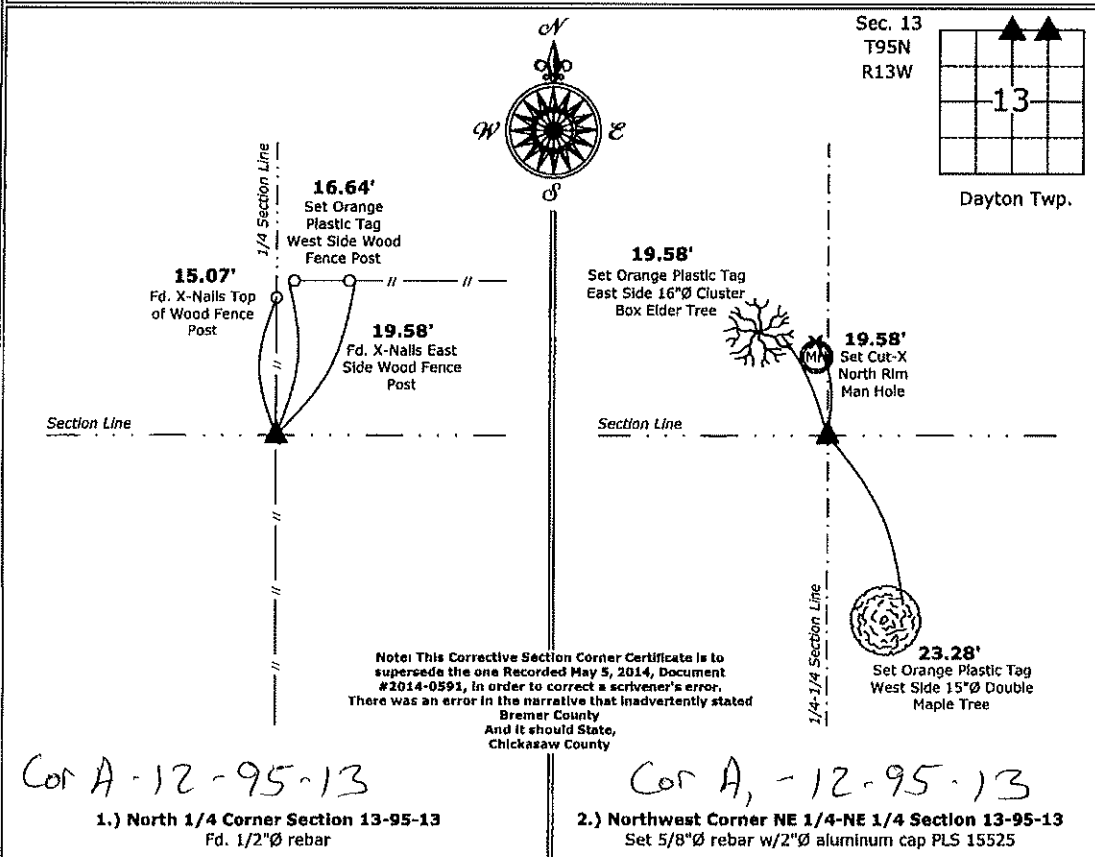 N
W
E
S
Sec. 13
T95N
R13W
13
Dayton Twp.
1/4 Section Line
16.64'
Set Orange
Plastic Tag
West Side Wood
Fence Post
15.07'
Fd. X-Nails Top
of Wood Fence
Post
19.58'
Fd. X-Nails East
Side Wood Fence
Post
Section Line
19.58'
Set Orange Plastic Tag
East Side 16"Ø Cluster
Box Elder Tree
X
MH
19.58'
Set Cut-X
North Rim
Man Hole
Section Line
1/4-1/4 Section Line
23.28'
Set Orange Plastic Tag
West Side 15"Ø Double
Maple Tree
Note: This Corrective Section Corner Certificate is to
supersede the one Recorded May 5, 2014, Document
#2014-0591, in order to correct a scrivener's error.
There was an error in the narrative that inadvertently stated
Bremer County
And it should State,
Chickasaw County
Cor A - 12 - 95 - 13
1.) North 1/4 Corner Section 13-95-13
Fd. 1/2"Ø rebar
Cor A, - 12 - 95 - 13
2.) Northwest Corner NE 1/4-NE 1/4 Section 13-95-13
Set 5/8"Ø rebar w/2"Ø aluminum cap PLS 15525